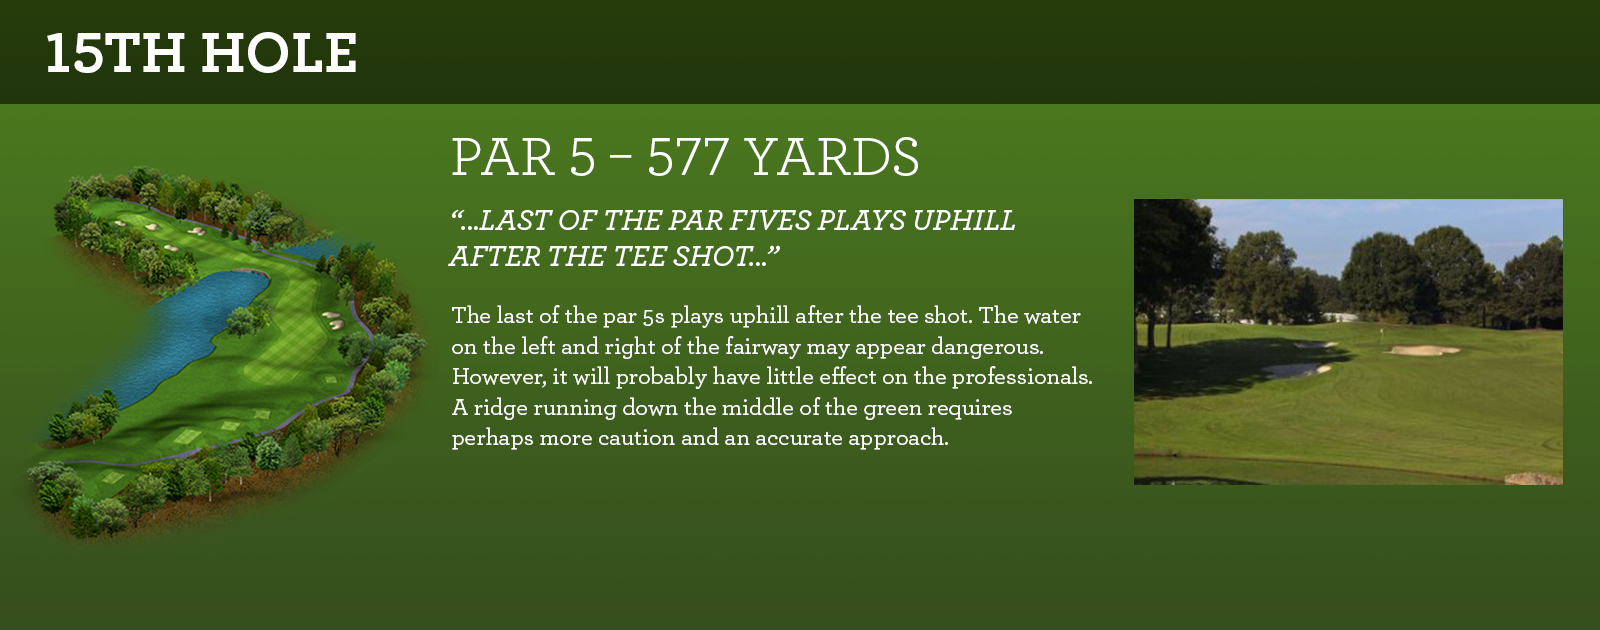 15TH HOLE
PAR 5 – 577 YARDS
“...LAST OF THE PAR FIVES PLAYS UPHILL
AFTER THE TEE SHOT...”
The last of the par 5s plays uphill after the tee shot. The water
on the left and right of the fairway may appear dangerous.
However, it will probably have little effect on the professionals.
A ridge running down the middle of the green requires
perhaps more caution and an accurate approach.